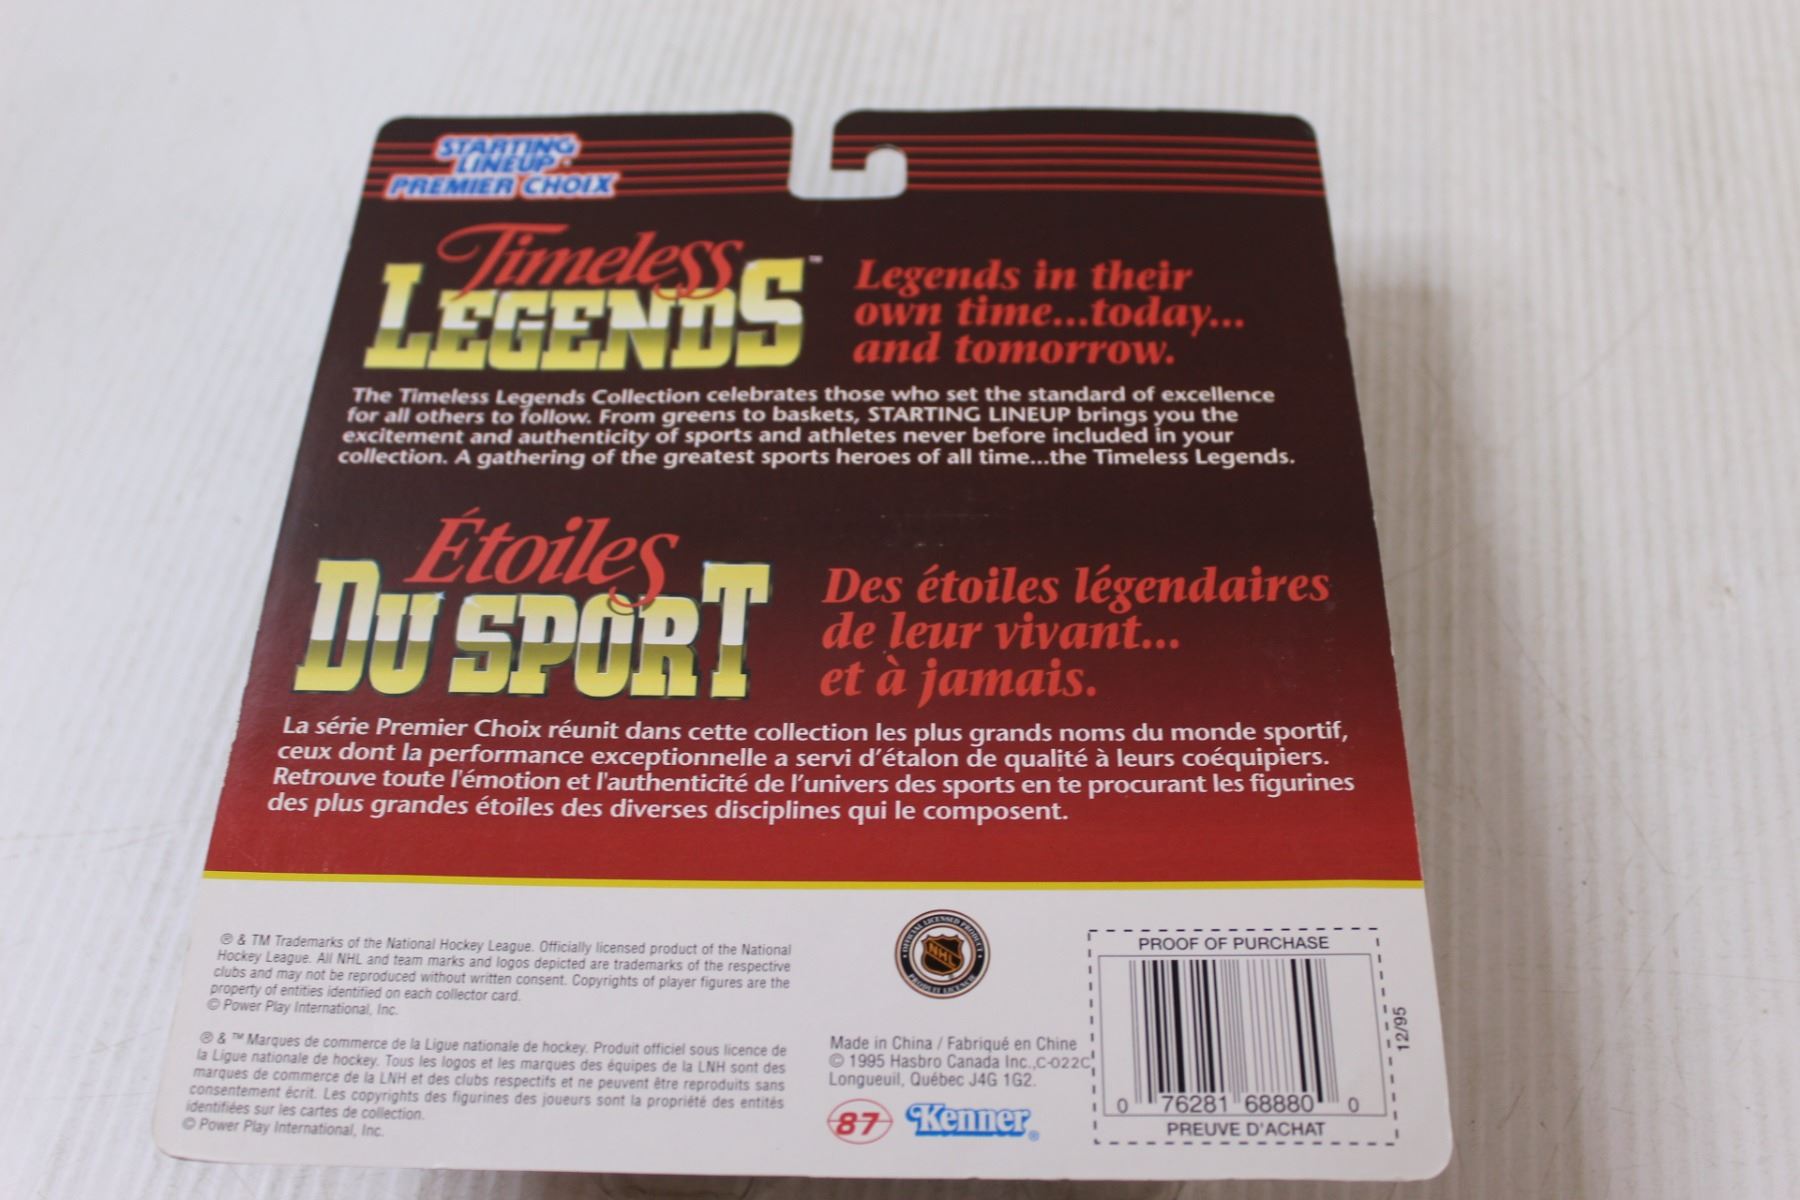 STARTING
LINEUP
PREMIER CHOIX
Timeless
LEGENDS™
Legends in their
own time...today...
and tomorrow.
The Timeless Legends Collection celebrates those who set the standard of excellence
for all others to follow. From greens to baskets, STARTING LINEUP brings you the
excitement and authenticity of sports and athletes never before included in your
collection. A gathering of the greatest sports heroes of all time...the Timeless Legends.
Étoiles
DU SPORT
Des étoiles légendaires
de leur vivant...
et à jamais.
La série Premier Choix réunit dans cette collection les plus grands noms du monde sportif,
ceux dont la performance exceptionnelle a servi d'étalon de qualité à leurs coéquipiers.
Retrouve toute l'émotion et l'authenticité de l'univers des sports en te procurant les figurines
des plus grandes étoiles des diverses disciplines qui le composent.
® & TM Trademarks of the National Hockey League. Officially licensed product of the National
Hockey League. All NHL and team marks and logos depicted are trademarks of the respective
clubs and may not be reproduced without written consent. Copyrights of player figures are the
property of entities identified on each collector card.
© Power Play International, Inc.
® & ™ Marques de commerce de la Ligue nationale de hockey. Produit officiel sous licence de
la Ligue nationale de hockey. Tous les logos et les marques des équipes de la LNH sont des
marques de commerce de la LNH et des clubs respectifs et ne peuvent être reproduits sans
consentement écrit. Les copyrights des figurines des joueurs sont la propriété des entités
identifiées sur les cartes de collection.
© Power Play International, Inc.
OFFICIAL LICENSED PRODUCT
NHL
PRODUIT LICENCIÉ
Made in China / Fabriqué en Chine
© 1995 Hasbro Canada Inc.,C-022C
Longueuil, Québec J4G 1G2.
87
Kenner®
PROOF OF PURCHASE
0 76281 68880 0
PREUVE D'ACHAT
12/95